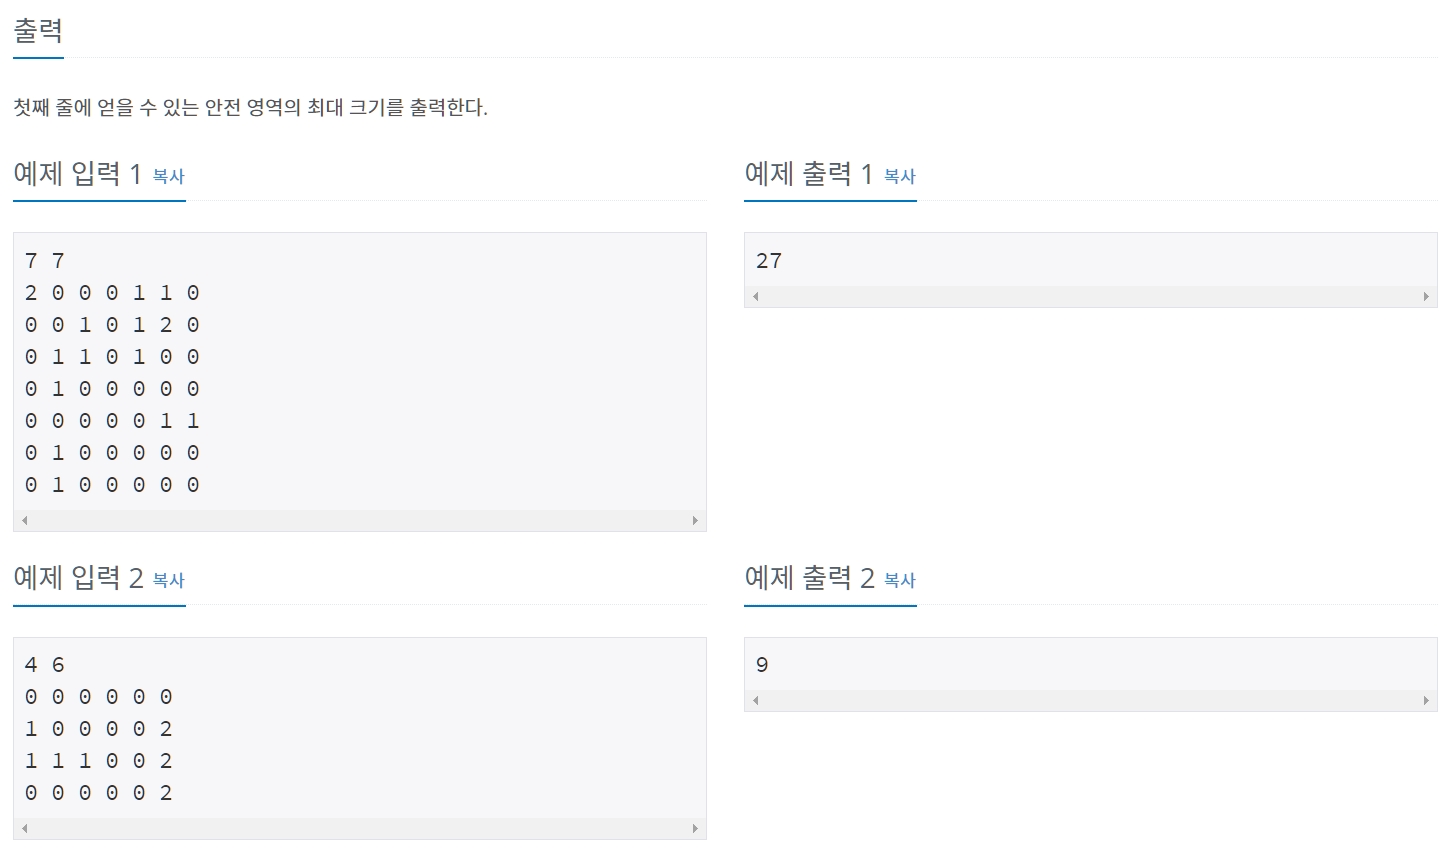 출력
첫째 줄에 얻을 수 있는 안전 영역의 최대 크기를 출력한다.
예제 입력 1 복사
7 7
2 0 0 0 1 1 0
0 0 1 0 1 2 0
0 1 1 0 1 0 0
0 1 0 0 0 0 0
0 0 0 0 0 1 1
0 1 0 0 0 0 0
0 1 0 0 0 0 0
예제 출력 1 복사
27
예제 입력 2 복사
4 6
0 0 0 0 0 0
1 0 0 0 0 2
1 1 1 0 0 2
0 0 0 0 0 2
예제 출력 2 복사
9